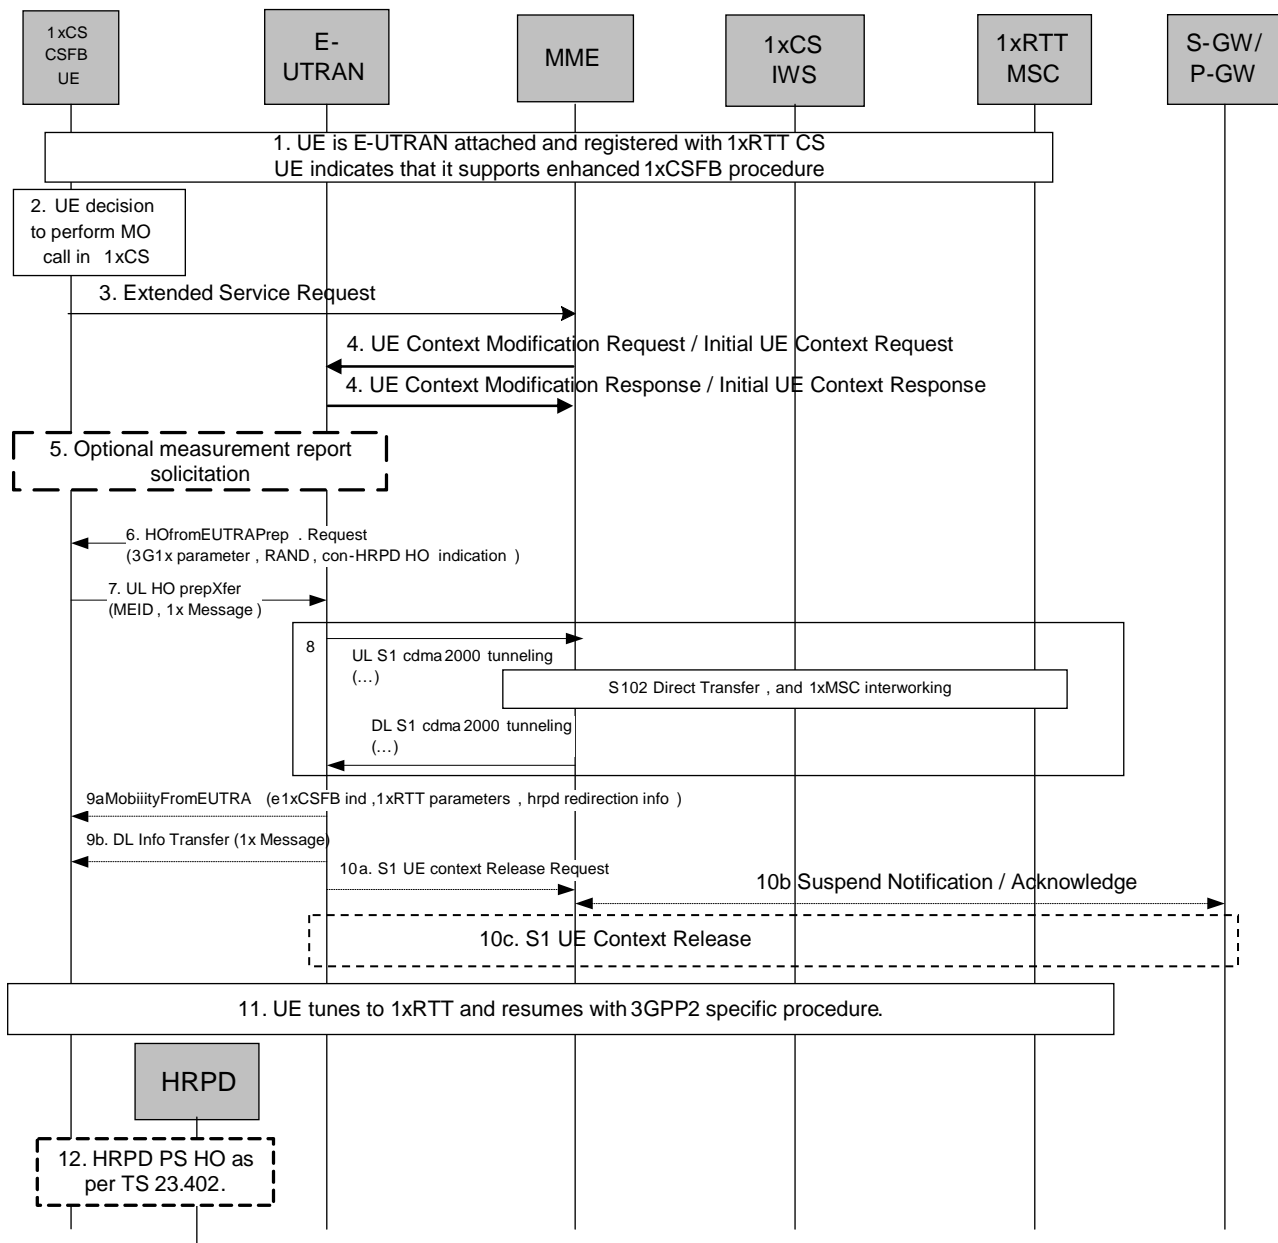 1xCS
CSFB
UE
E-
UTRAN
MME
1xCS
IWS
1xRTT
MSC
S-GW/
P-GW
1. UE is E-UTRAN attached and registered with 1xRTT CS
UE indicates that it supports enhanced 1xCSFB procedure
2. UE decision
to perform MO
call in 1xCS
3. Extended Service Request
4. UE Context Modification Request / Initial UE Context Request
4. UE Context Modification Response / Initial UE Context Response
5. Optional measurement report
solicitation
6. HOfromEUTRAPrep . Request
(3G1x parameter , RAND , con-HRPD HO indication )
7. UL HO prepXfer
(MEID , 1x Message )
8
UL S1 cdma2000 tunneling
(...)
S102 Direct Transfer , and 1xMSC interworking
DL S1 cdma2000 tunneling
(...)
9aMobiiityFromEUTRA (e1xCSFB ind ,1xRTT parameters , hrpd redirection info )
9b. DL Info Transfer (1x Message)
10a. S1 UE context Release Request
10b Suspend Notification / Acknowledge
10c. S1 UE Context Release
11. UE tunes to 1xRTT and resumes with 3GPP2 specific procedure.
HRPD
12. HRPD PS HO as
per TS 23.402.